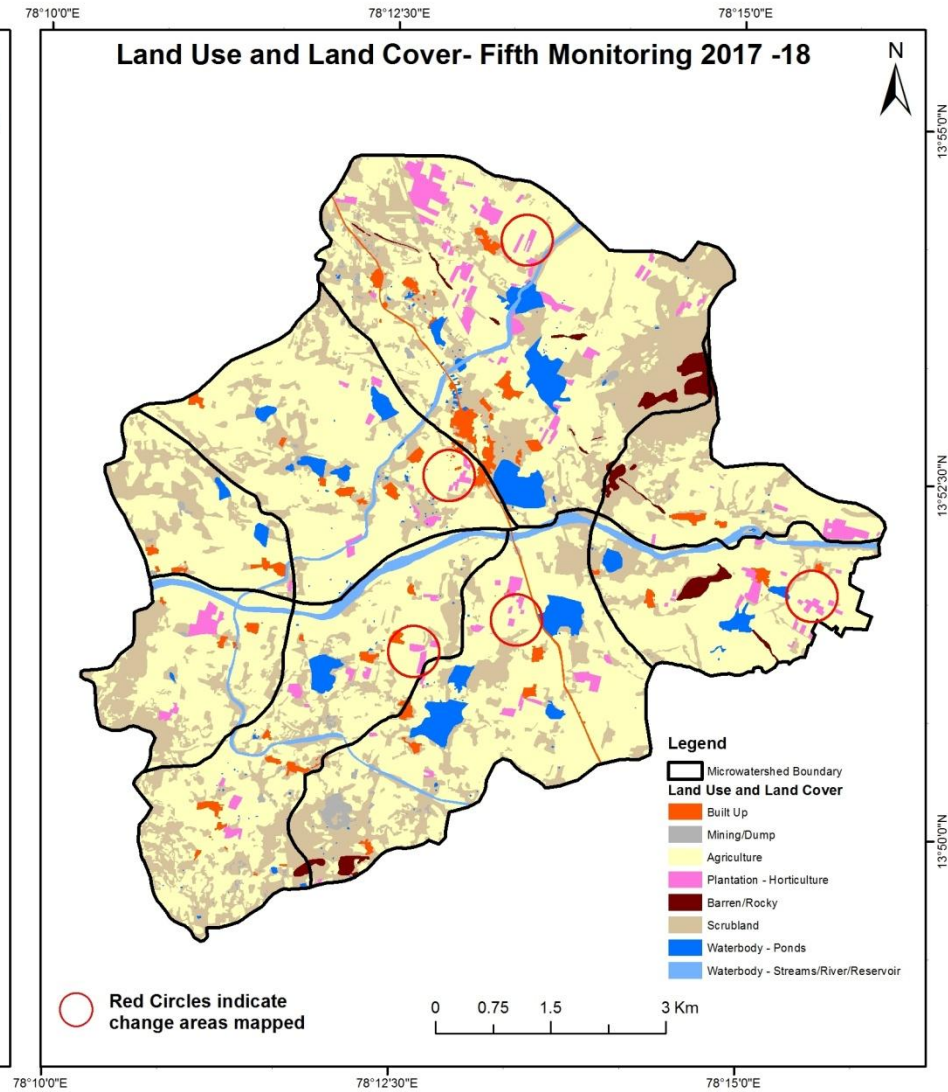 78°10'0"E
78°12'30"E
78°15'0"E
Land Use and Land Cover- Fifth Monitoring 2017 -18
N
13°55'0"N
13°52'30"N
Legend
Microwatershed Boundary
Land Use and Land Cover
Built Up
Mining/Dump
Agriculture
13°50'0"N
Plantation - Horticulture
Barren/Rocky
Scrubland
Waterbody - Ponds
Waterbody - Streams/River/Reservoir
Red Circles indicate
change areas mapped
0 0.75 1.5 3 Km
78°10'0"E
78°12'30"E
78°15'0"E